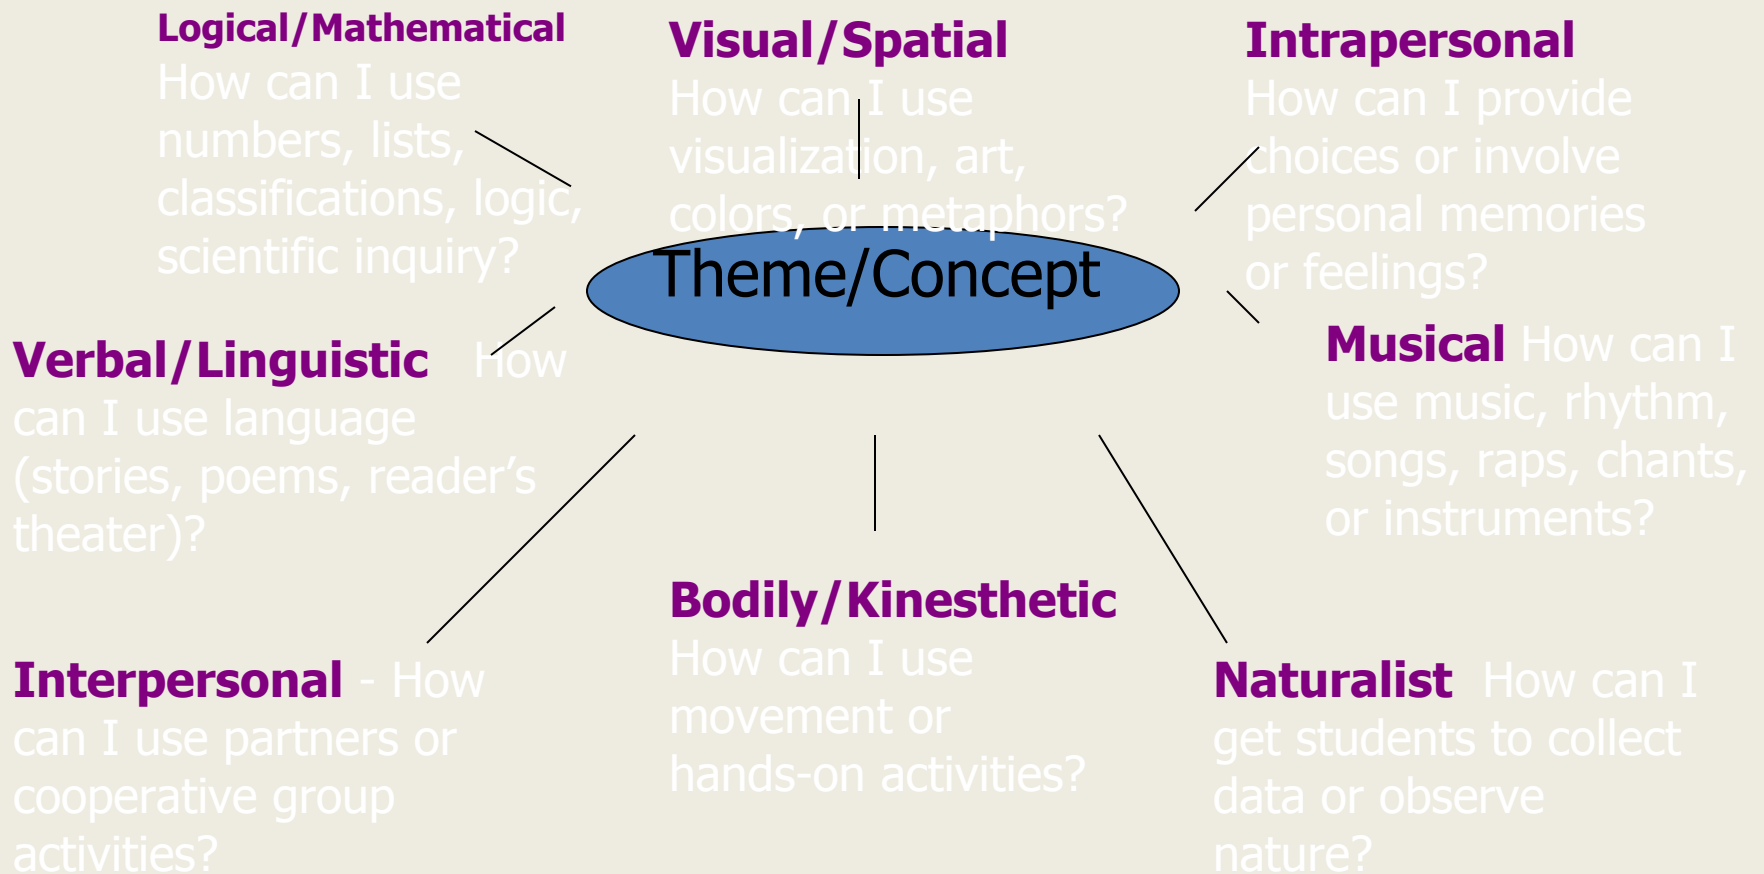 Logical/Mathematical
How can I use
numbers, lists,
classifications, logic,
scientific inquiry?
Visual/Spatial
How can I use
visualization, art,
colors, or metaphors?
Intrapersonal
How can I provide
choices or involve
personal memories
or feelings?
Theme/Concept
Verbal/Linguistic How
can I use language
(stories, poems, reader’s
theater)?
Musical How can I
use music, rhythm,
songs, raps, chants,
or instruments?
Interpersonal - How
can I use partners or
cooperative group
activities?
Bodily/Kinesthetic
How can I use
movement or
hands-on activities?
Naturalist How can I
get students to collect
data or observe
nature?